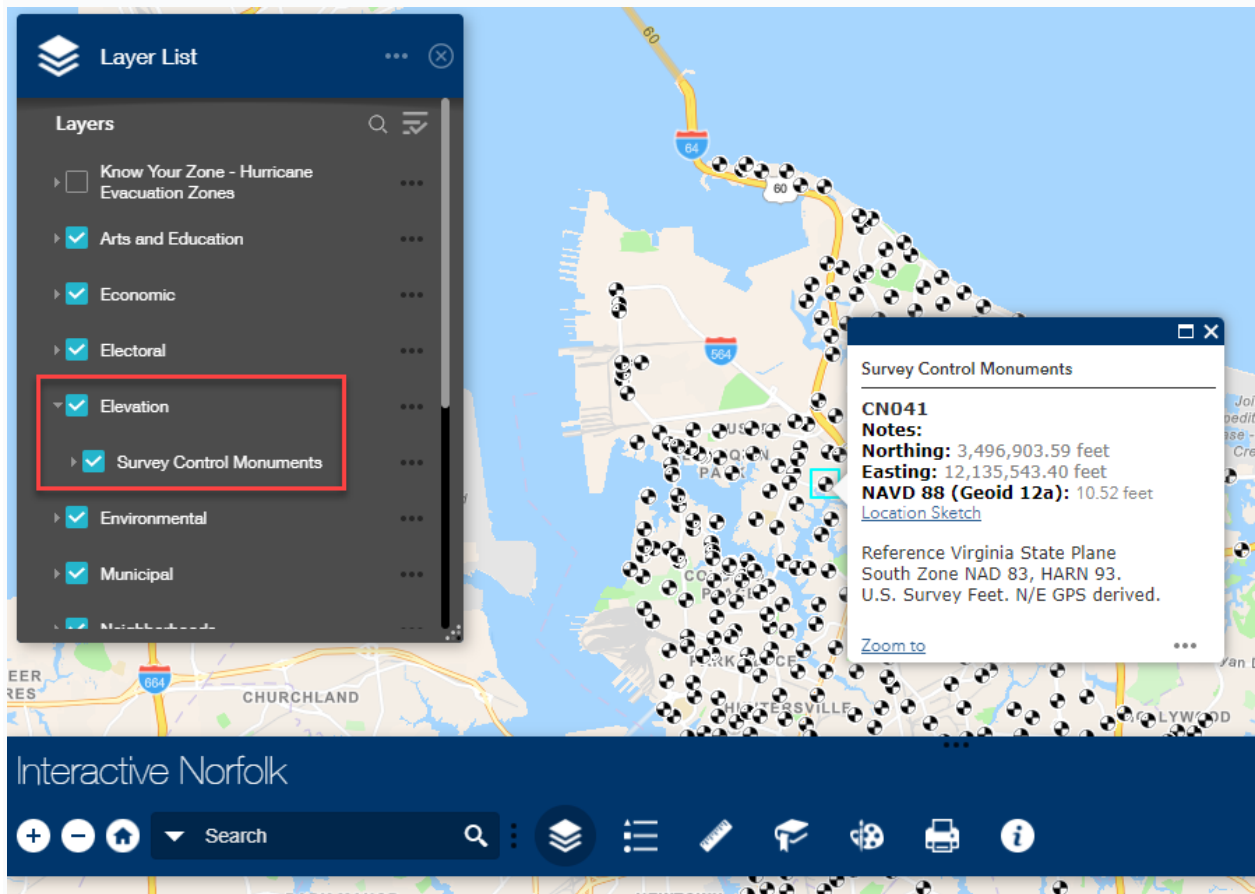 Layer List
Layers
Know Your Zone - Hurricane
Evacuation Zones
Arts and Education
Economic
Electoral
Elevation
Survey Control Monuments
Environmental
Municipal
Neighborhoods
60
64
60
564
Survey Control Monuments
CN041
Notes:
Northing: 3,496,903.59 feet
Easting: 12,135,543.40 feet
NAVD 88 (Geoid 12a): 10.52 feet
Location Sketch
Reference Virginia State Plane
South Zone NAD 83, HARN 93.
U.S. Survey Feet. N/E GPS derived.
Zoom to
664
CHURCHLAND
Interactive Norfolk
Search